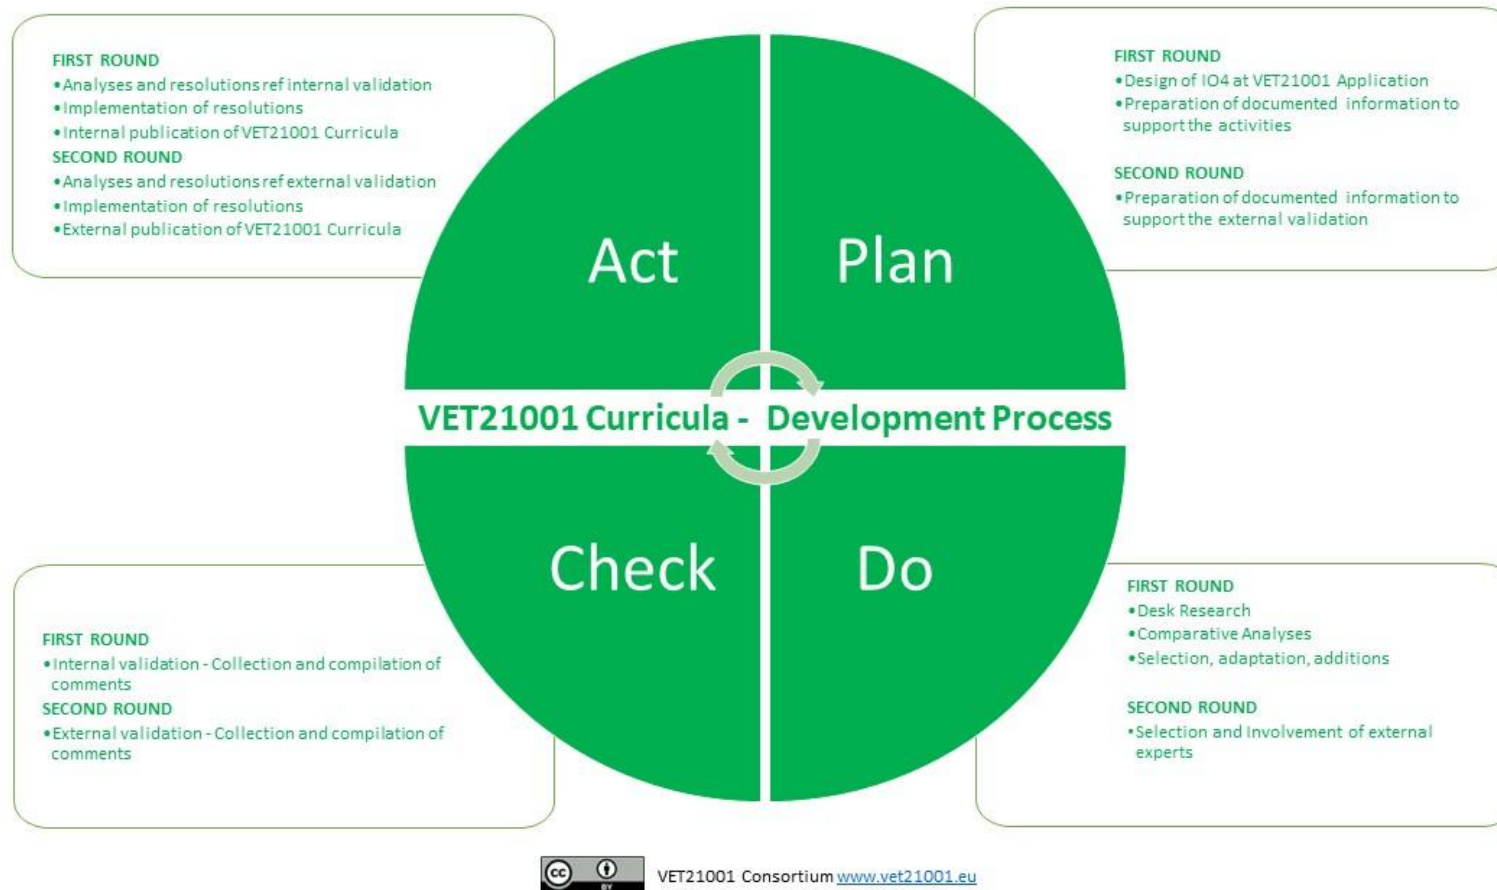 FIRST ROUND
•Analyses and resolutions ref internal validation
•Implementation of resolutions
•Internal publication of VET21001 Curricula
SECOND ROUND
•Analyses and resolutions ref external validation
•Implementation of resolutions
•External publication of VET21001 Curricula
FIRST ROUND
•Design of IO4 at VET21001 Application
•Preparation of documented information to
support the activities
SECOND ROUND
•Preparation of documented information to
support the external validation
Act
Plan
VET21001 Curricula - Development Process
Check
Do
FIRST ROUND
•Internal validation - Collection and compilation of
comments
SECOND ROUND
•External validation - Collection and compilation of
comments
FIRST ROUND
•Desk Research
•Comparative Analyses
•Selection, adaptation, additions
SECOND ROUND
•Selection and Involvement of external
experts
cc
BY
VET21001 Consortium www.vet21001.eu